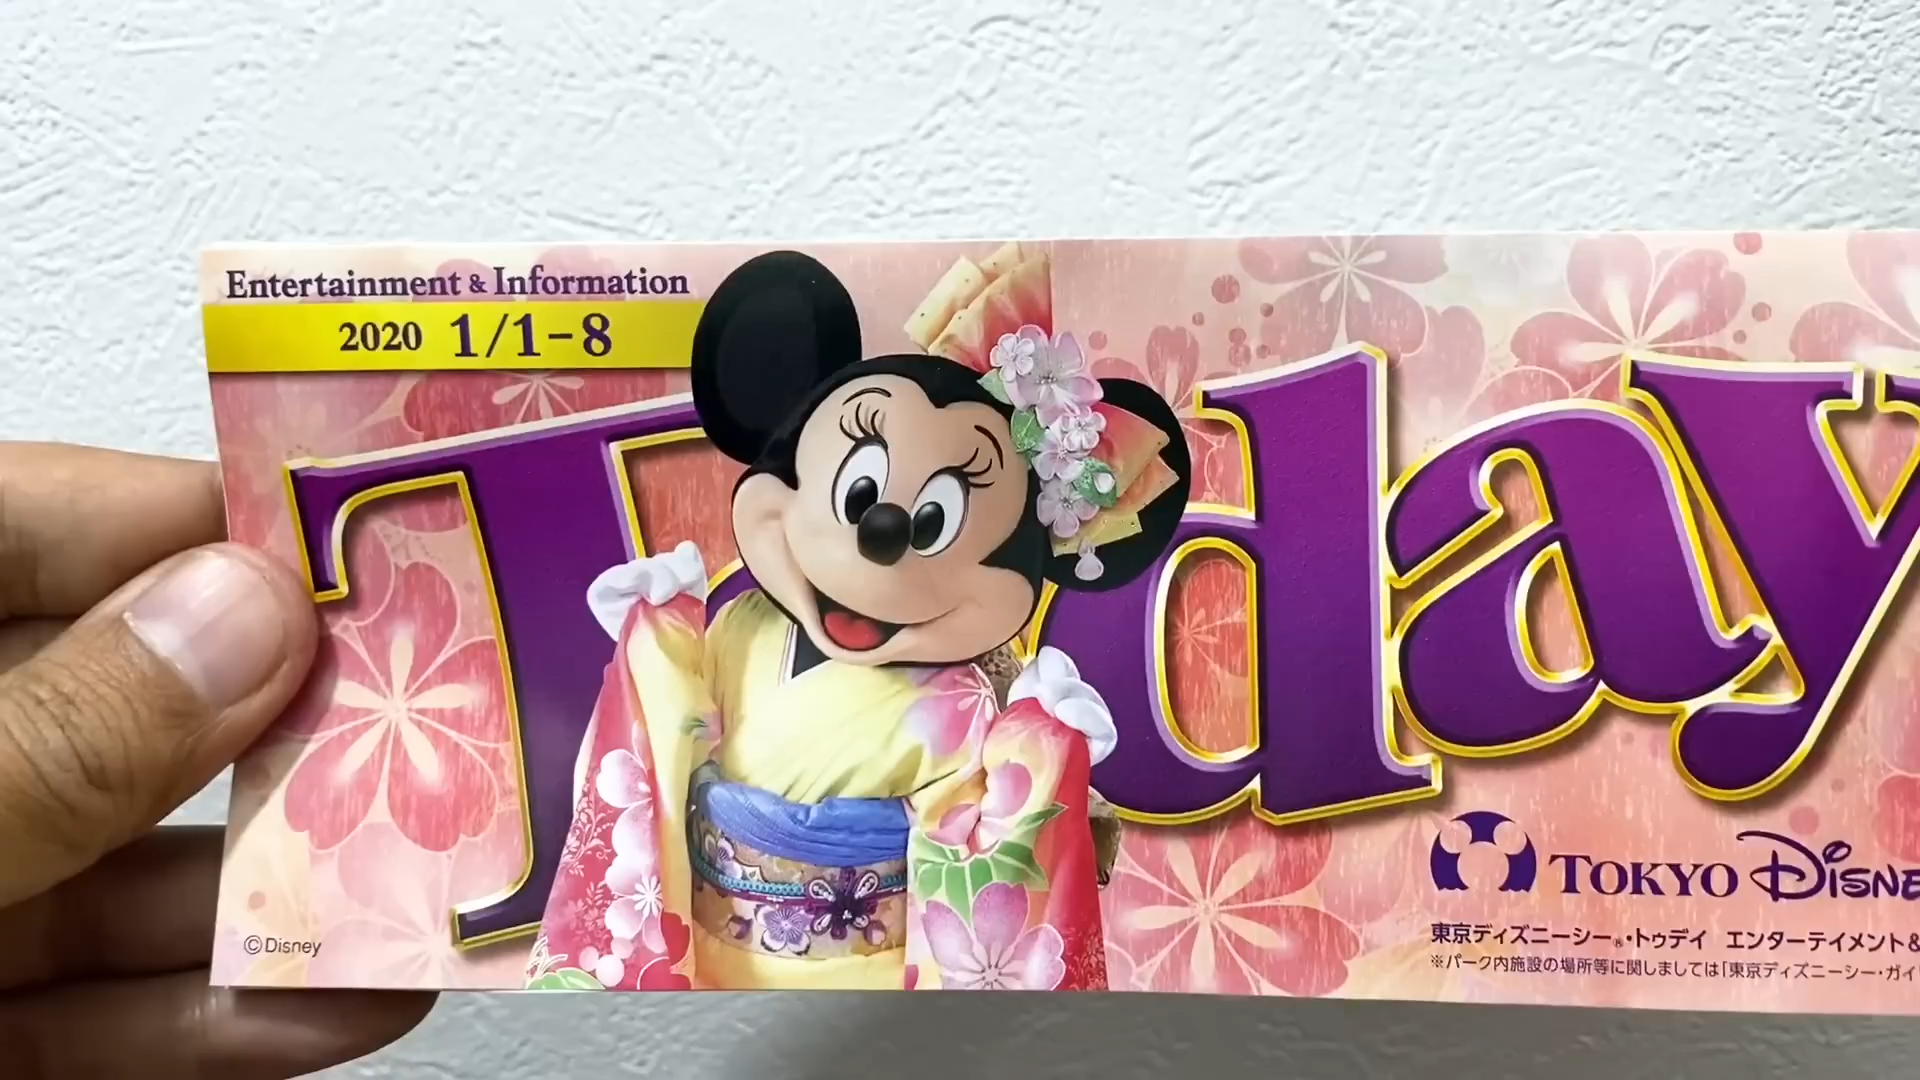 Entertainment & Information
2020 1/1-8
Today
TOKYO DISNE
東京ディズニーシー®・トゥデイ エンターテイメント&
※パーク内施設の場所等に関しましては「東京ディズニーシー・ガイ
©Disney